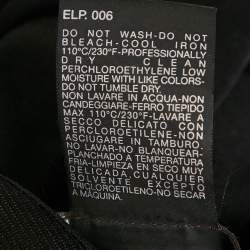 ELP. 006
DO NOT WASH-DO NOT
BLEACH-COOL IRON
110°C/230°F-PROFESSIONALLY
DRY CLEAN
PERCHLOROETHYLENE LOW
MOISTURE WITH LIKE COLORS-
DO NOT TUMBLE DRY.
NON LAVARE IN ACQUA-NON
CANDEGGIARE-FERRO TIEPIDO
MAX 110°C/230°F-LAVARE A
SECCO DELICATO CON
PERCLOROETILENE-NON
ASCIUGARE IN TAMBURO.
NO LAVAR-NO BLANQUEAR-
PLANCHADO A TEMPERATURA
FRIA-LIMPIEZA EN SECO MUY
DELICADA, CUALQUIER
SOLVENTE EXCEPTO
TRICLOROETILENO-NO SECAR
A MAQUINA.